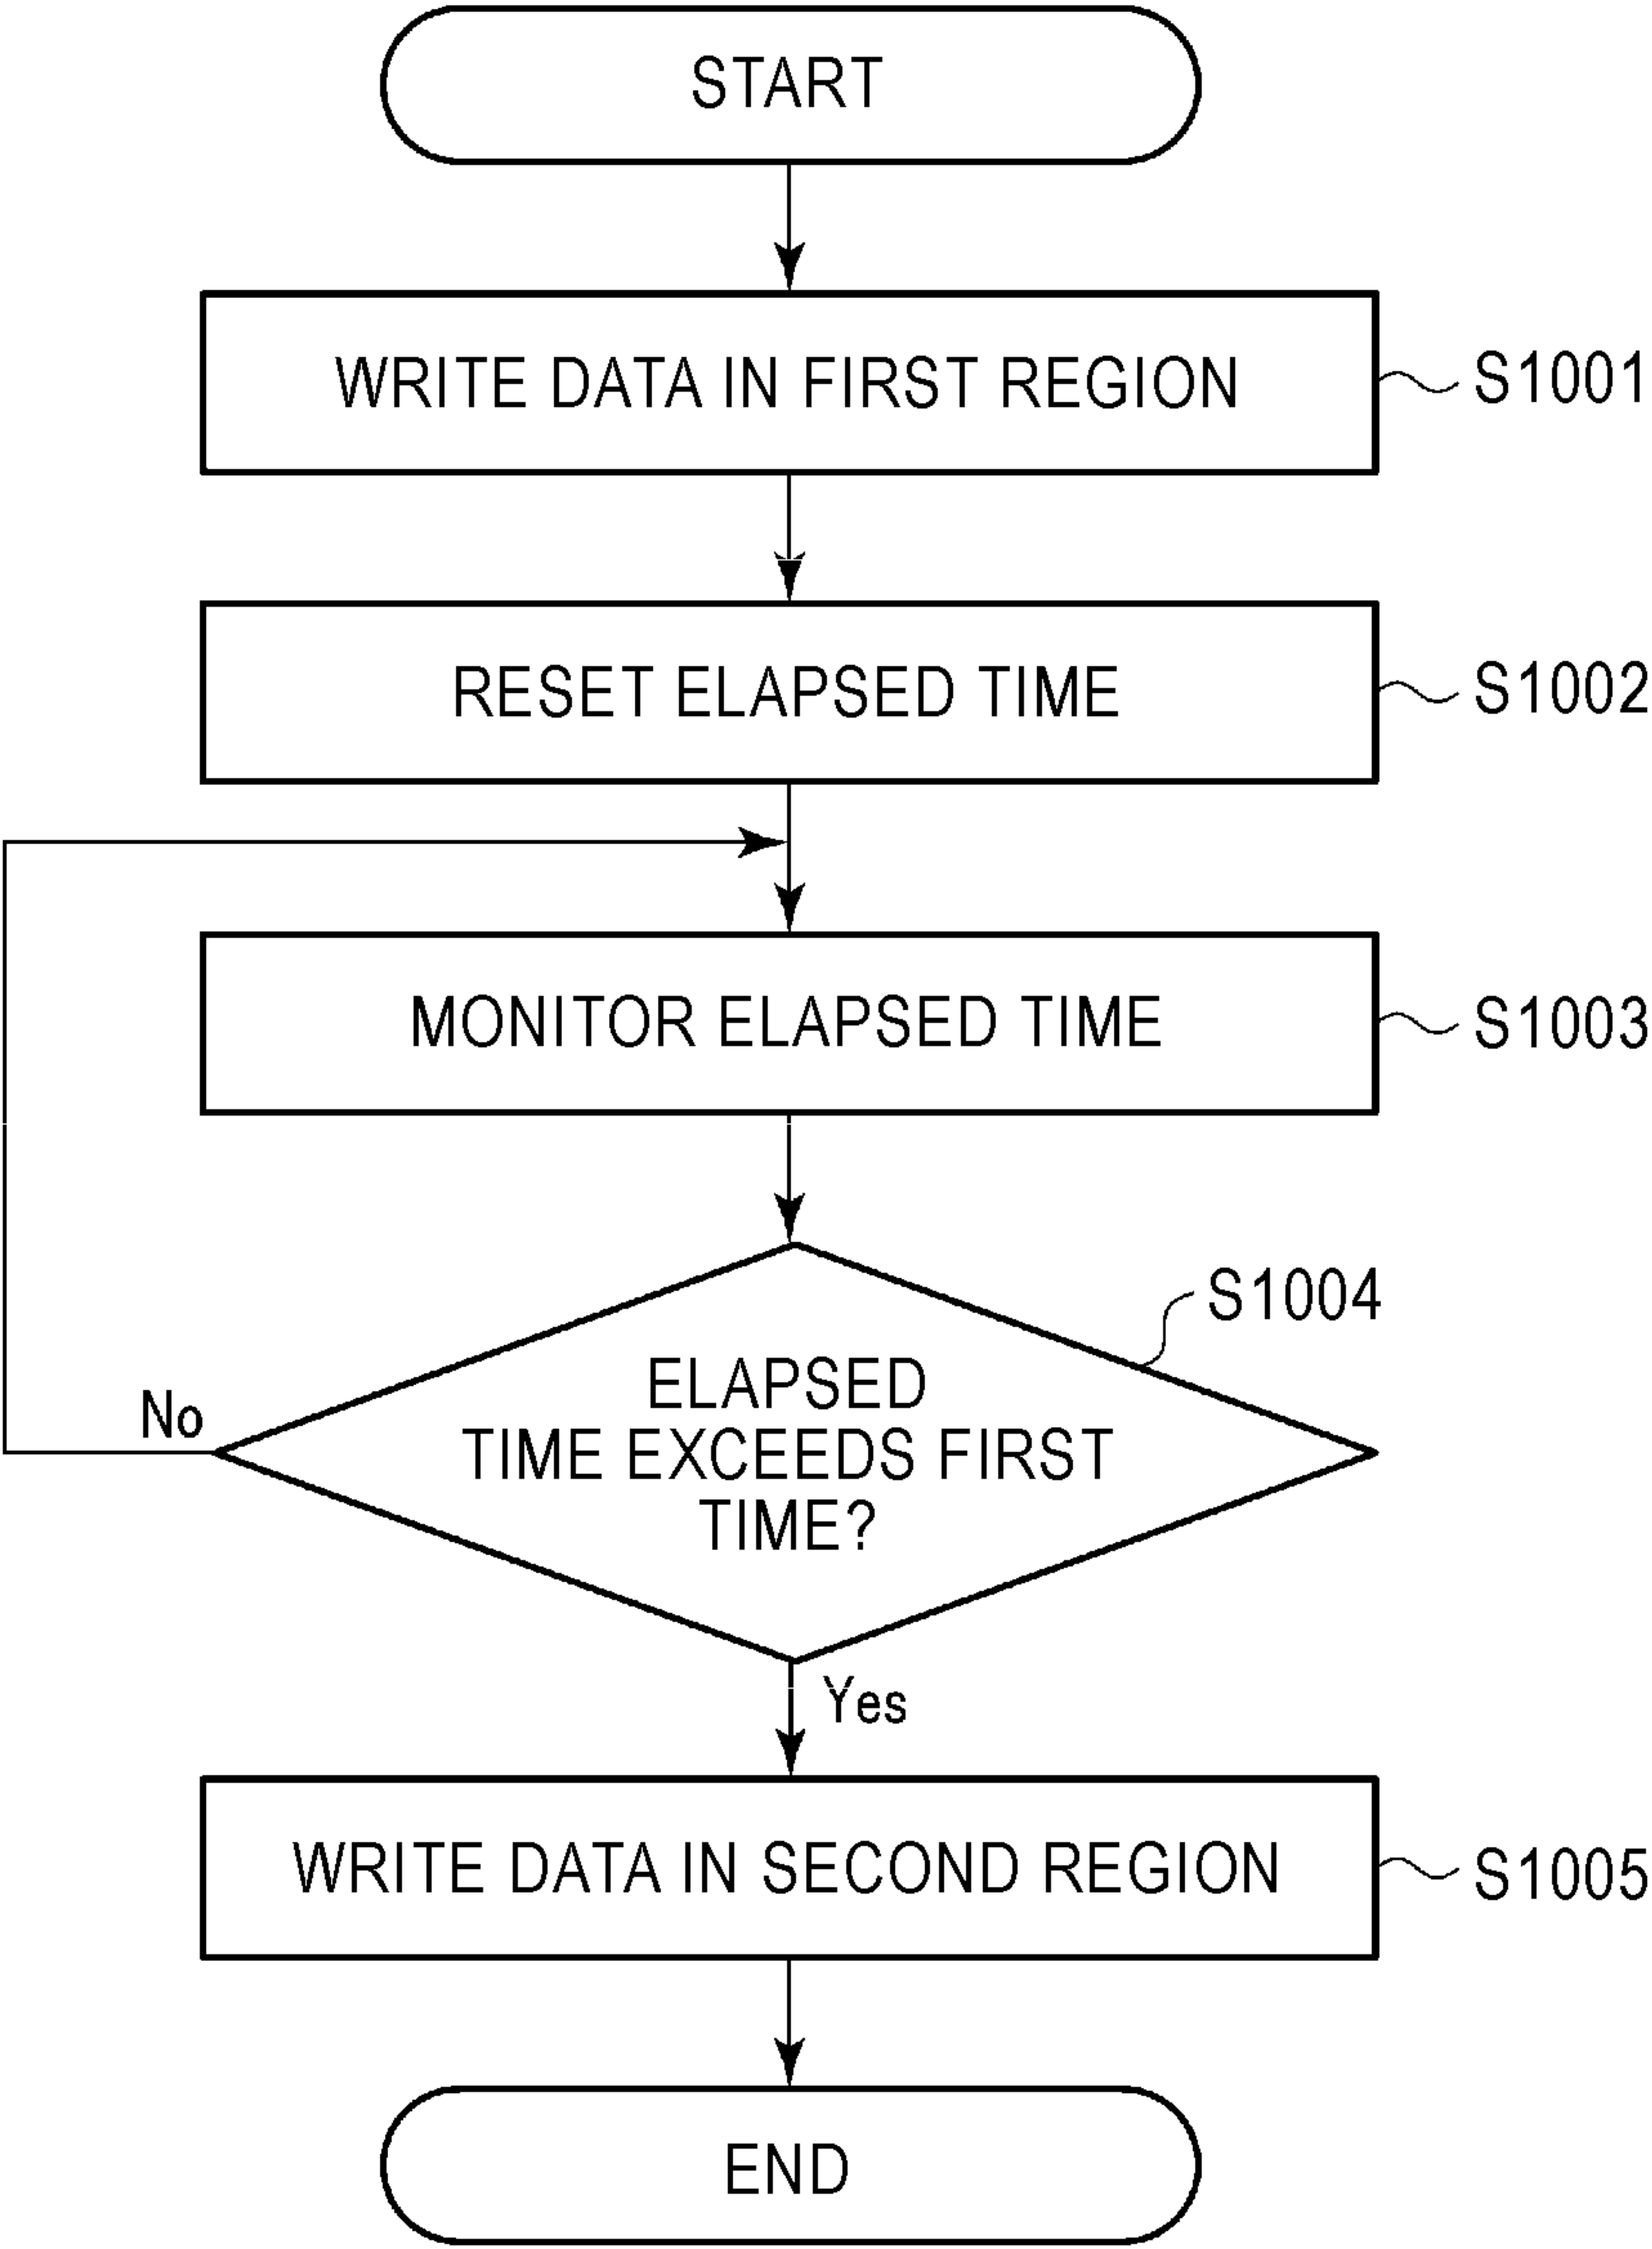 START
WRITE DATA IN FIRST REGION
S1001
RESET ELAPSED TIME
S1002
MONITOR ELAPSED TIME
S1003
S1004
ELAPSED
TIME EXCEEDS FIRST
TIME?
No
Yes
WRITE DATA IN SECOND REGION
S1005
END